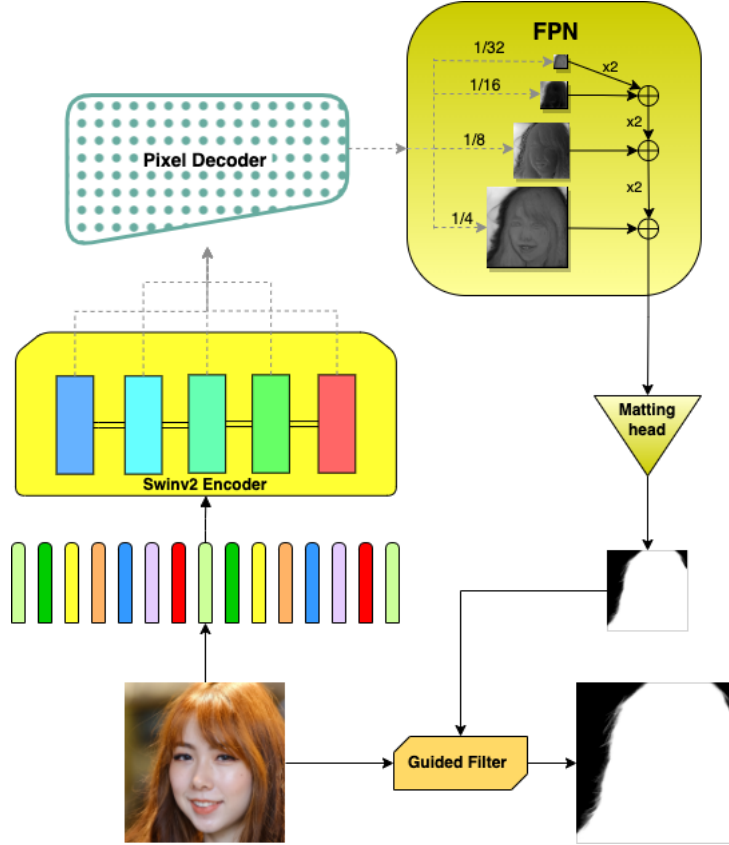 FPN
1/32
x2
1/16
x2
1/8
x2
1/4
Pixel Decoder
Swinv2 Encoder
Matting
head
Guided Filter